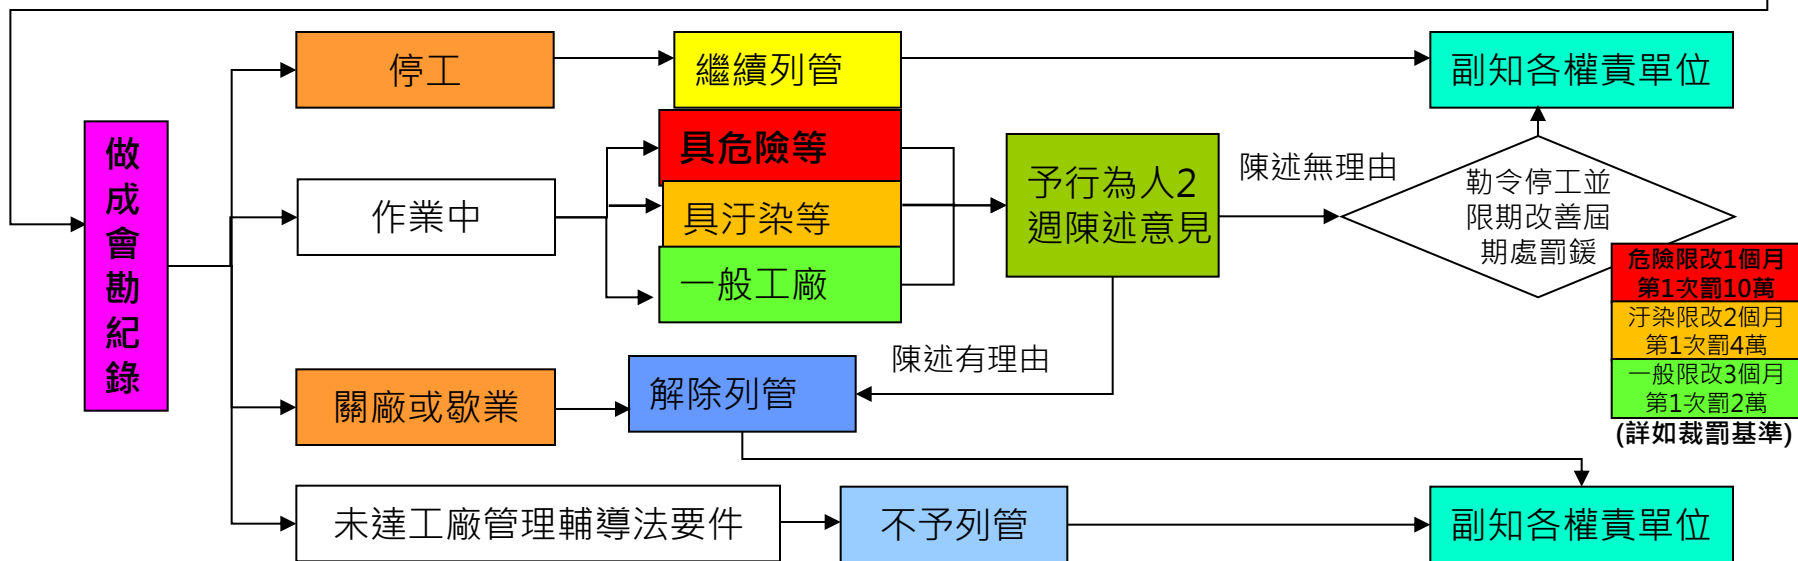 做成會勘紀錄
停工
繼續列管
副知各權責單位
作業中
具危險等
具汙染等
一般工廠
予行為人2
週陳述意見
陳述無理由
勒令停工並
限期改善屆
期處罰鍰
危險限改1個月
第1次罰10萬
汙染限改2個月
第1次罰4萬
一般限改3個月
第1次罰2萬
(詳如裁罰基準)
陳述有理由
關廠或歇業
解除列管
未達工廠管理輔導法要件
不予列管
副知各權責單位